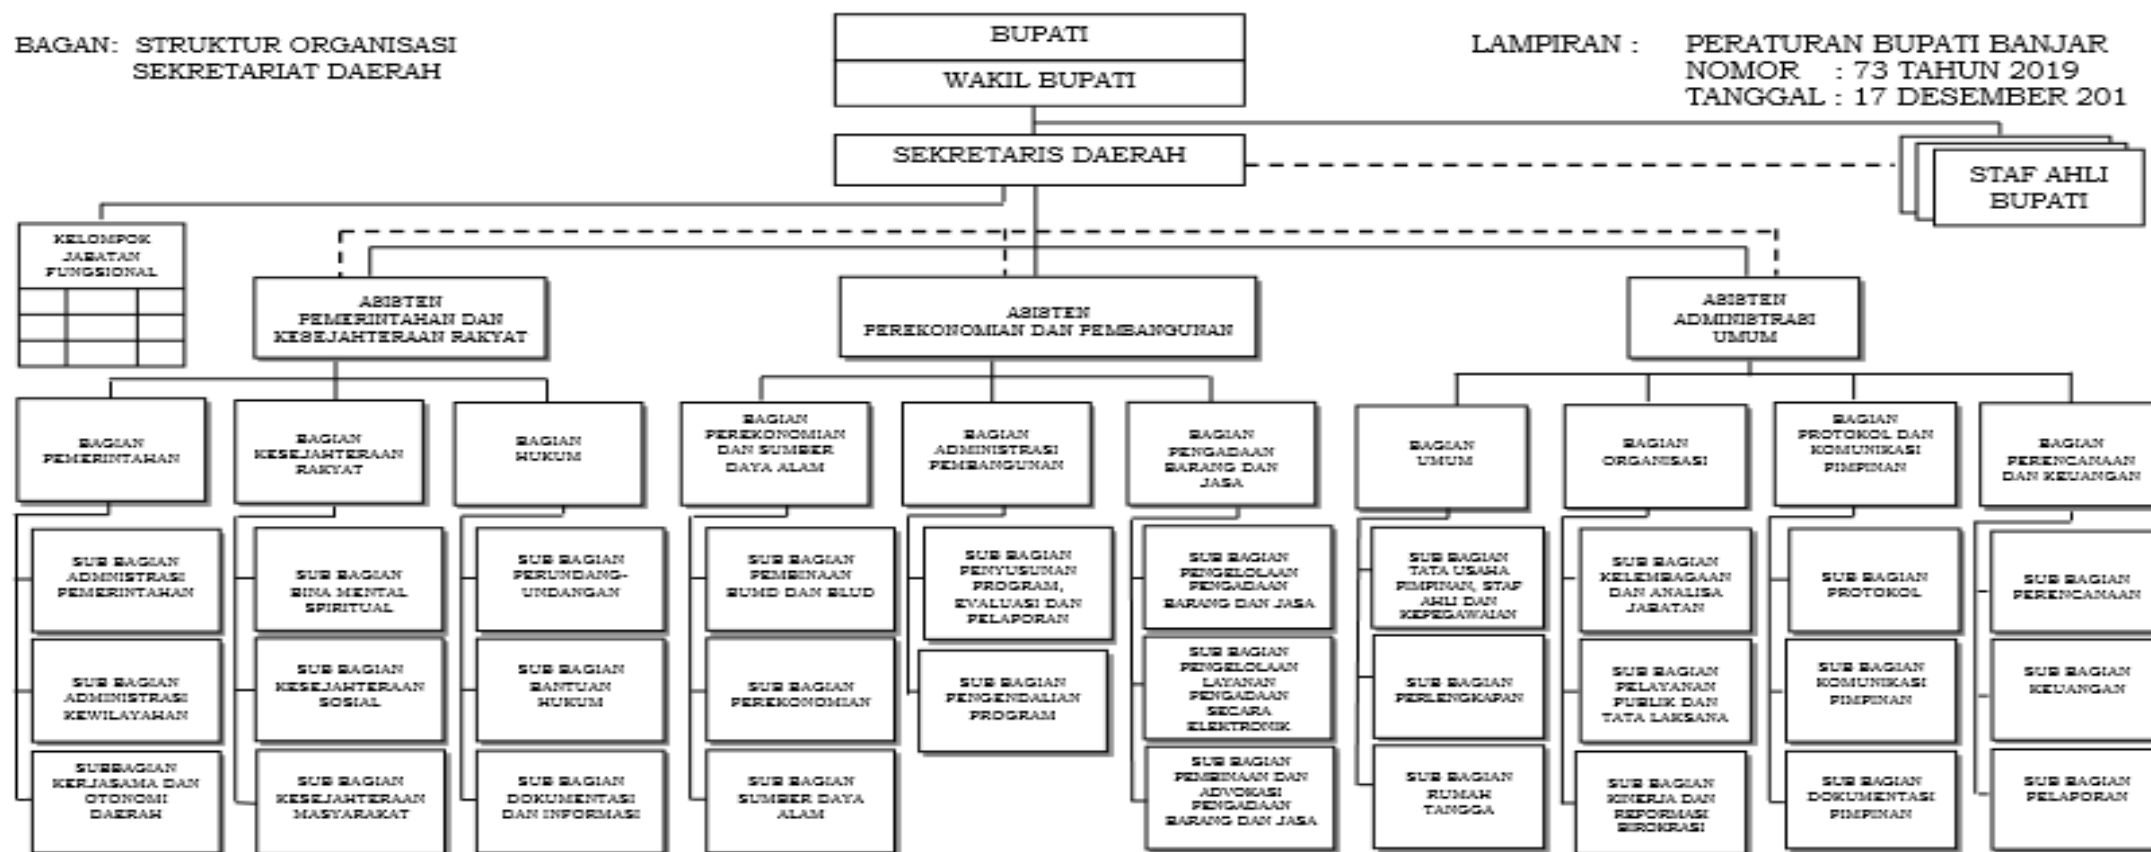 BAGAN: STRUKTUR ORGANISASI
SEKRETARIAT DAERAH
BUPATI
WAKIL BUPATI
LAMPIRAN : PERATURAN BUPATI BANJAR
NOMOR : 73 TAHUN 2019
TANGGAL : 17 DESEMBER 201
SEKRETARIS DAERAH
STAF AHLI
BUPATI
KELOMPOK
JABATAN
FUNGSIONAL
ASISTEN
PEMERINTAHAN DAN
KESEJAHTERAAN RAKYAT
ASISTEN
PEREKONOMIAN DAN PEMBANGUNAN
ASISTEN
ADMINISTRASI
UMUM
BAGIAN
PEMERINTAHAN
BAGIAN
KESEJAHTERAAN
RAKYAT
BAGIAN
HUKUM
BAGIAN
PEREKONOMIAN
DAN SUMBER
DAYA ALAM
BAGIAN
ADMINISTRASI
PEMBANGUNAN
BAGIAN
PENGADAAN
BARANG DAN
JASA
BAGIAN
UMUM
BAGIAN
ORGANISASI
BAGIAN
PROTOKOL DAN
KOMUNIKASI
PIMPINAN
BAGIAN
PERENCANAAN
DAN KEUANGAN
SUB BAGIAN
ADMNISTRASI
PEMERINTAHAN
SUB BAGIAN
BINA MENTAL
SPIRITUAL
SUB BAGIAN
PERUNDANG-
UNDANGAN
SUB BAGIAN
PEMBINAAN
BUMD DAN BLUD
SUB BAGIAN
PENYUSUNAN
PROGRAM,
EVALUASI DAN
PELAPORAN
SUB BAGIAN
PENGELOLAAN
PENGADAAN
BARANG DAN JASA
SUB BAGIAN
TATA USAHA
PIMPINAN, STAF
AHLI DAN
KEPEGAWAIAN
SUB BAGIAN
KELEMBAGAAN
DAN ANALISA
JABATAN
SUB BAGIAN
PROTOKOL
SUB BAGIAN
PERENCANAAN
SUB BAGIAN
ADMINISTRASI
KEWILAYAHAN
SUB BAGIAN
KESEJAHTERAAN
SOSIAL
SUB BAGIAN
BANTUAN
HUKUM
SUB BAGIAN
PEREKONOMIAN
SUB BAGIAN
PENGENDALIAN
PROGRAM
SUB BAGIAN
PENGELOLAAN
LAYANAN
PENGADAAN
SECARA
ELEKTRONIK
SUB BAGIAN
PERLENGKAPAN
SUB BAGIAN
PELAYANAN
PUBLIK DAN
TATA LAKSANA
SUB BAGIAN
KOMUNIKASI
PIMPINAN
SUB BAGIAN
KEUANGAN
SUBBAGIAN
KERJASAMA DAN
OTONOMI
DAERAH
SUB BAGIAN
KESEJAHTERAAN
MASYARAKAT
SUB BAGIAN
DOKUMENTASI
DAN INFORMASI
SUB BAGIAN
SUMBER DAYA
ALAM
SUB BAGIAN
PEMBINAAN DAN
ADVOKASI
PENGADAAN
BARANG DAN JASA
SUB BAGIAN
RUMAH
TANGGA
SUB BAGIAN
KINERJA DAN
REFORMASI
BIROKRASI
SUB BAGIAN
DOKUMENTASI
PIMPINAN
SUB BAGIAN
PELAPORAN